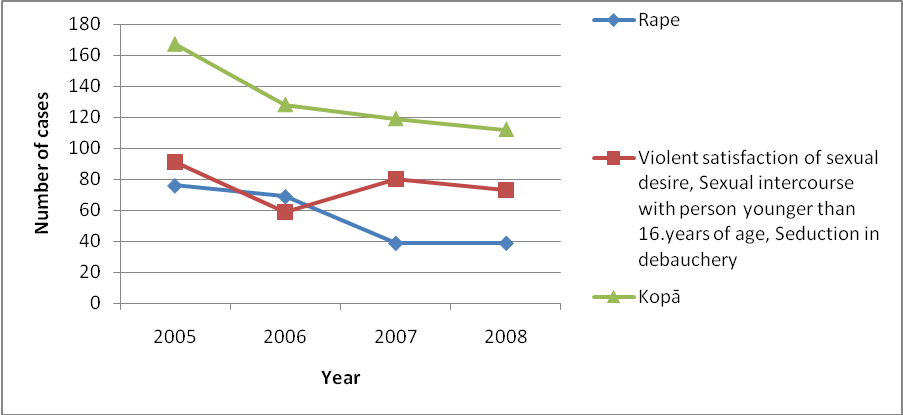 180
160
140
120
100
80
60
40
20
0
Number of cases
2005 2006 2007 2008
Year
Rape
Violent satisfaction of sexual
desire, Sexual intercourse
with person younger than
16.years of age, Seduction in
debauchery
Kopā